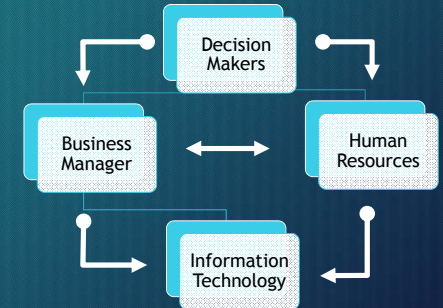 Decision
Makers
Business
Manager
Human
Resources
Information
Technology